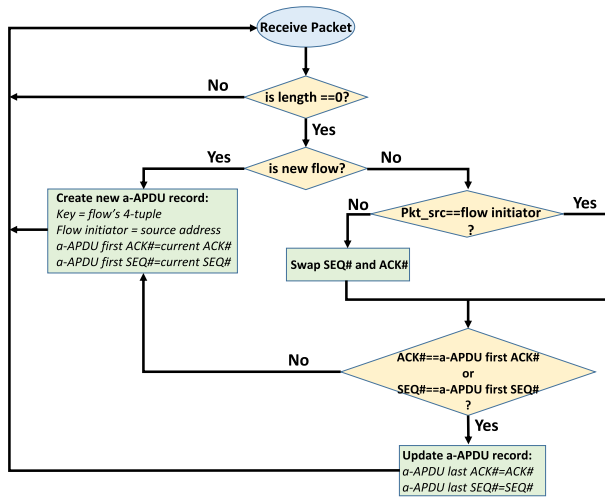 Receive Packet
No
is length ==0?
Yes
Yes
is new flow?
No
Create new a-APDU record:
Key = flow's 4-tuple
Flow initiator = source address
a-APDU first ACK#=current ACK#
a-APDU first SEQ#=current SEQ#
No
Pkt_src==flow initiator
?
Yes
Swap SEQ# and ACK#
No
ACK#==a-APDU first ACK#
or
SEQ#==a-APDU first SEQ#
?
Yes
Update a-APDU record:
a-APDU last ACK#=ACK#
a-APDU last SEQ#=SEQ#